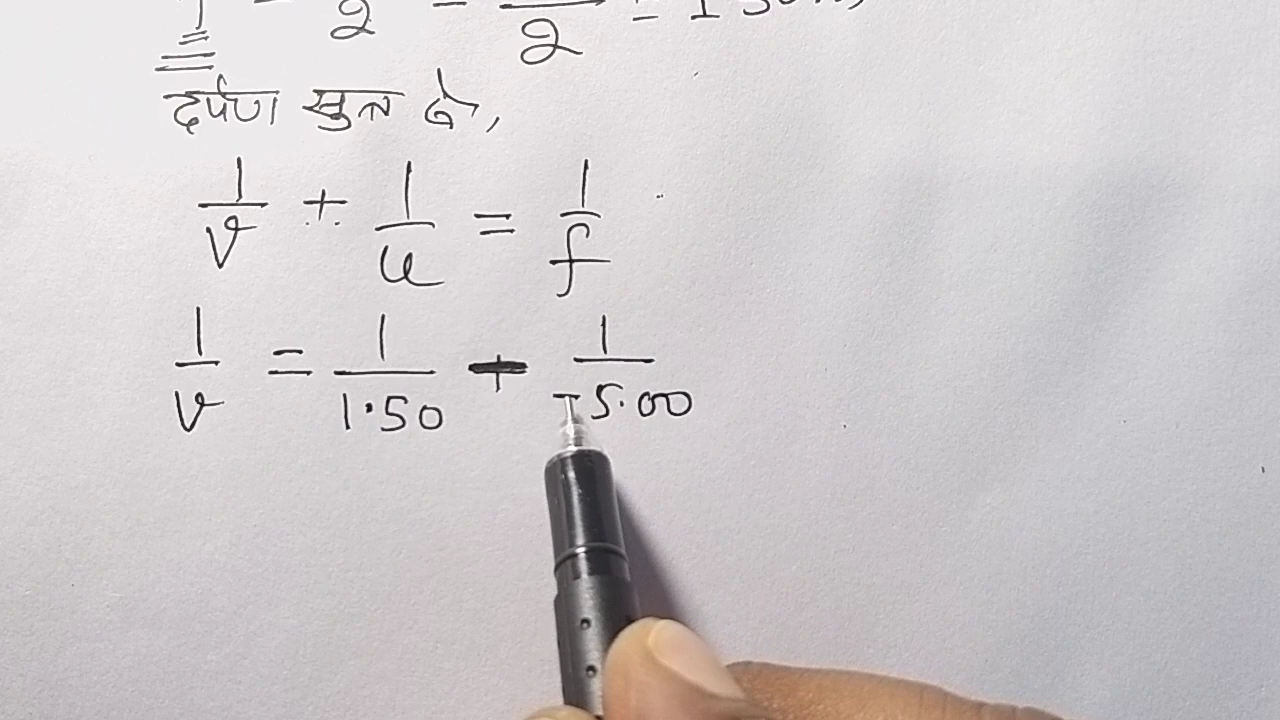 दर्पण सूत्र से,
1/v + 1/u = 1/f
1/v = 1/1.50 + 1/-5.00